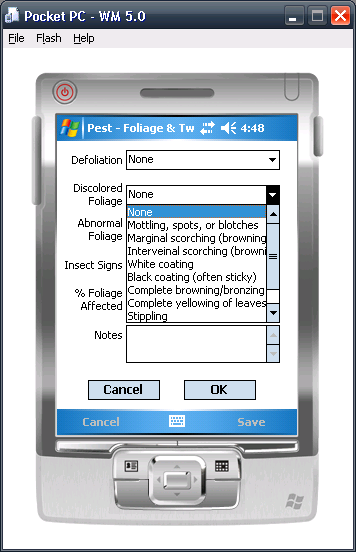 Pocket PC - WM 5.0
File Flash Help
Pest - Foliage & Tw 4:48
Defoliation None
Discolored Foliage None
None
Mottling, spots, or blotches
Abnormal Foliage
Marginal scorching (browning
Interveinal scorching (browni
Insect Signs White coating
Black coating (often sticky)
% Foliage Affected Complete browning/bronzing
Complete yellowing of leaves
Stippling
Notes
Cancel OK
Cancel Save